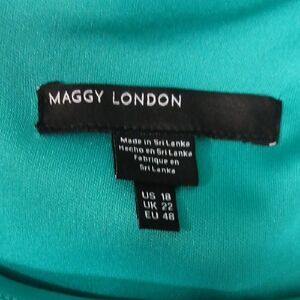 MAGGY LONDON
Made in Sri Lanka
Hecho en Sri Lanka
Fabrique en
Sri Lanka
US 18
UK 22
EU 48